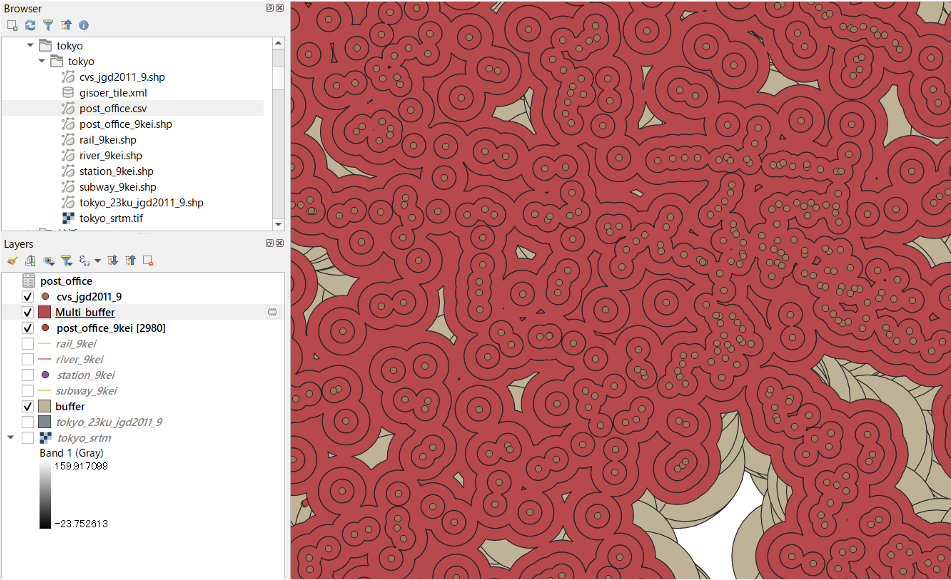 Browser
tokyo
tokyo
cvs_jgd2011_9.shp
gisoer_tile.xml
post_office.csv
post_office_9kei.shp
rail_9kei.shp
river_9kei.shp
station_9kei.shp
subway_9kei.shp
tokyo_23ku_jgd2011_9.shp
tokyo_srtm.tif
Layers
post_office
cvs_jgd2011_9
Multi_buffer
post_office_9kei [2980]
rail_9kei
river_9kei
station_9kei
subway_9kei
buffer
tokyo_23ku_jgd2011_9
tokyo_srtm
Band 1 (Gray)
159.917099
-23.752613